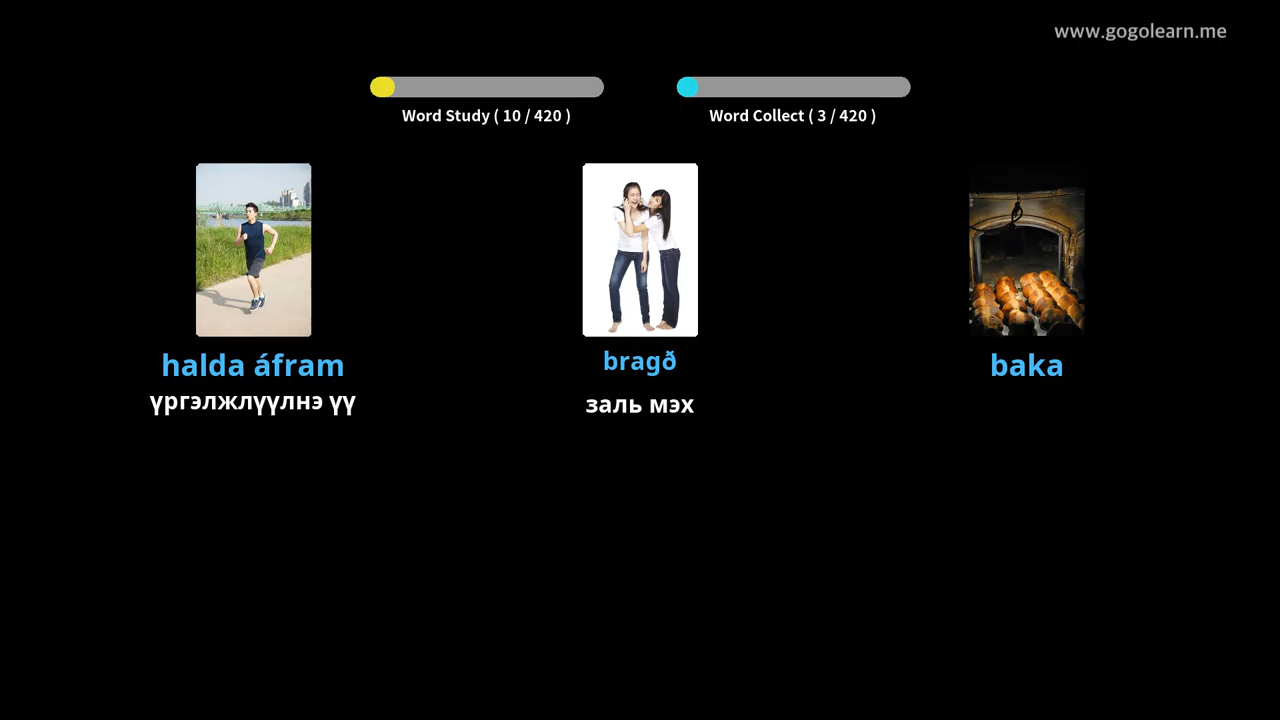 www.gogolearn.me
Word Study ( 10 / 420 )
Word Collect ( 3 / 420 )
halda áfram
үргэлжлүүлнэ үү
bragð
заль мэх
baka